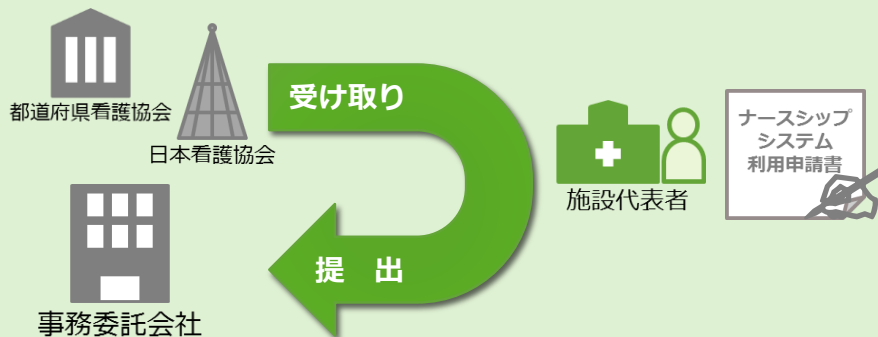 都道府県看護協会
日本看護協会
受け取り
施設代表者
ナースシップ
システム
利用申請書
提 出
事務委託会社